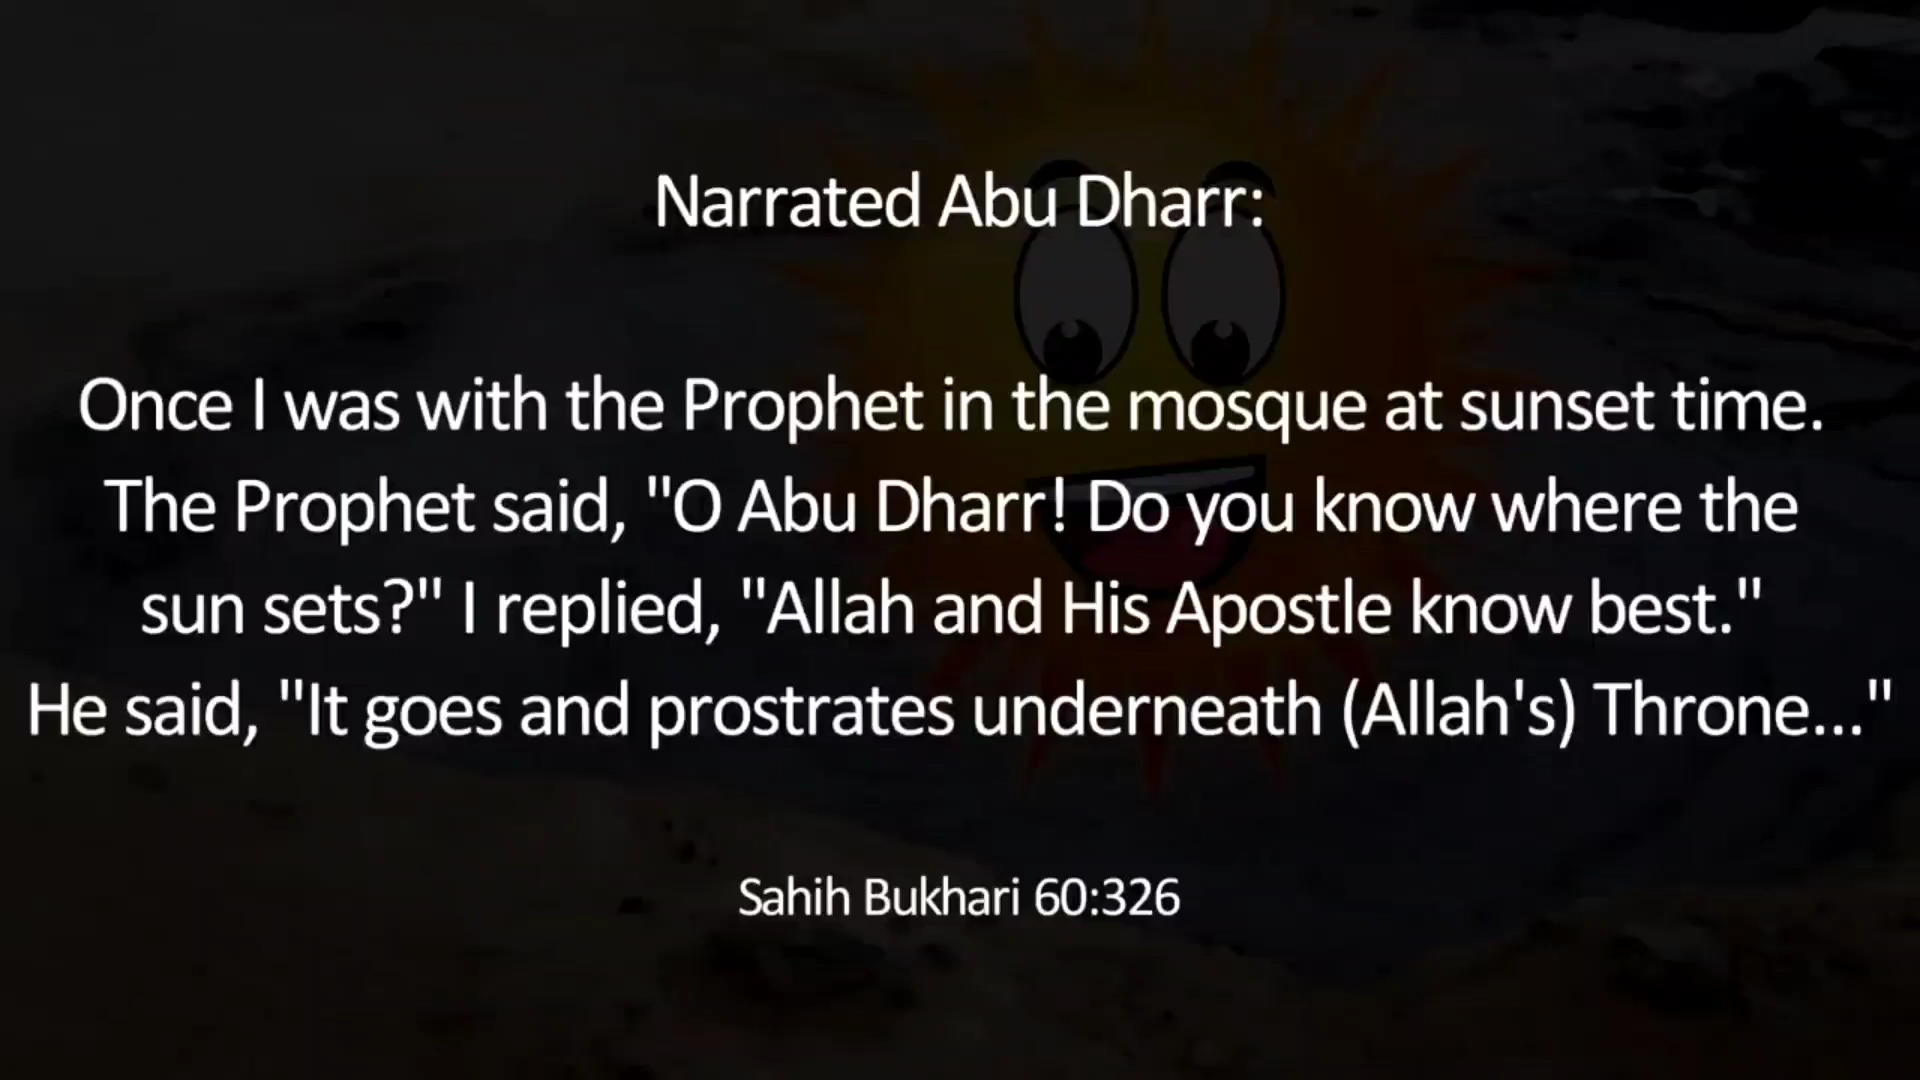 Narrated Abu Dharr:
Once I was with the Prophet in the mosque at sunset time.
The Prophet said, "O Abu Dharr! Do you know where the
sun sets?" I replied, "Allah and His Apostle know best."
He said, "It goes and prostrates underneath (Allah's) Throne..."
Sahih Bukhari 60:326